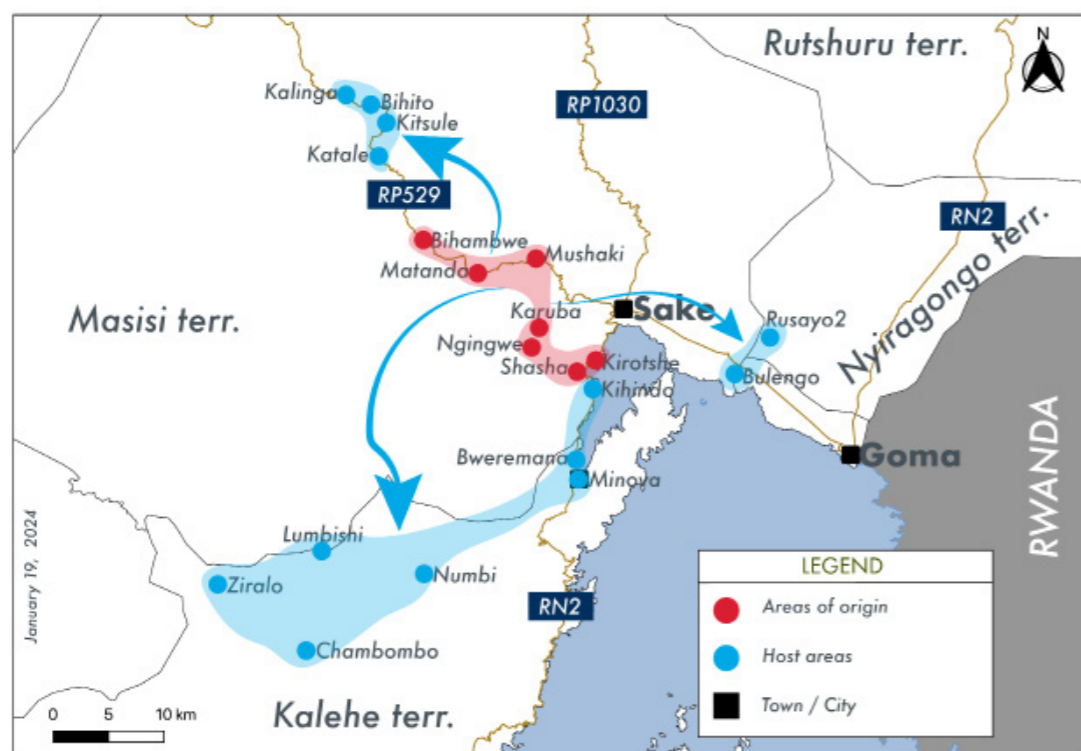 Rutshuru terr.
N
Kalinga
Bihito
Kitsule
RP1030
Katale
RP529
RN2
Bihambwe
Mushaki
Matanda
Nyiragongo terr.
Masisi terr.
Sake
Karuba
Rusayo2
Ngingwe
Shasha
Kirotshe
Bulengo
Kihindo
Bweremana
Goma
Minova
RWANDA
January 19, 2024
Lumbishi
Ziralo
Numbi
RN2
Chambombo
Kalehe terr.
0 5 10 km
LEGEND
Areas of origin
Host areas
Town / City